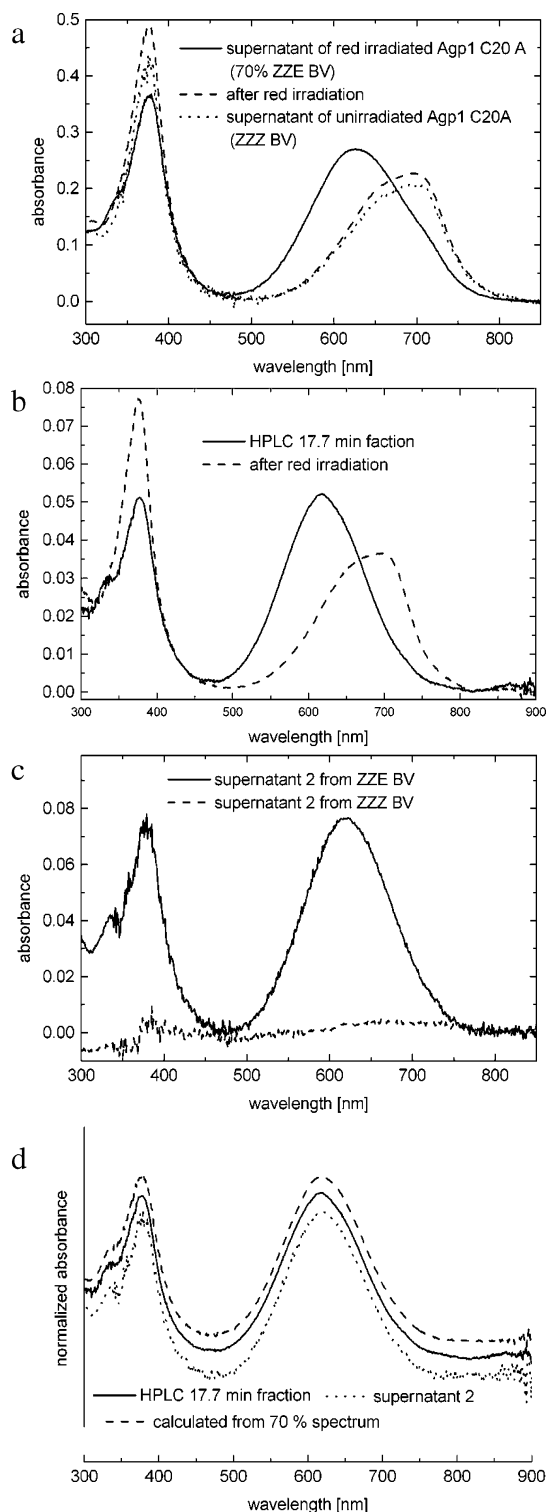 a
supernatant of red irradiated Agp1 C20 A
(70% ZZE BV)
after red irradiation
supernatant of unirradiated Agp1 C20A
(ZZZ BV)
absorbance
0.5
0.4
0.3
0.2
0.1
0.0
300 400 500 600 700 800
wavelength [nm]
b
HPLC 17.7 min faction
after red irradiation
absorbance
0.08
0.07
0.06
0.05
0.04
0.03
0.02
0.01
0.00
300 400 500 600 700 800 900
wavelength [nm]
c
supernatant 2 from ZZE BV
supernatant 2 from ZZZ BV
absorbance
0.08
0.06
0.04
0.02
0.00
300 400 500 600 700 800
wavelength [nm]
d
normalized absorbance
HPLC 17.7 min fraction supernatant 2
calculated from 70 % spectrum
300 400 500 600 700 800 900
wavelength [nm]